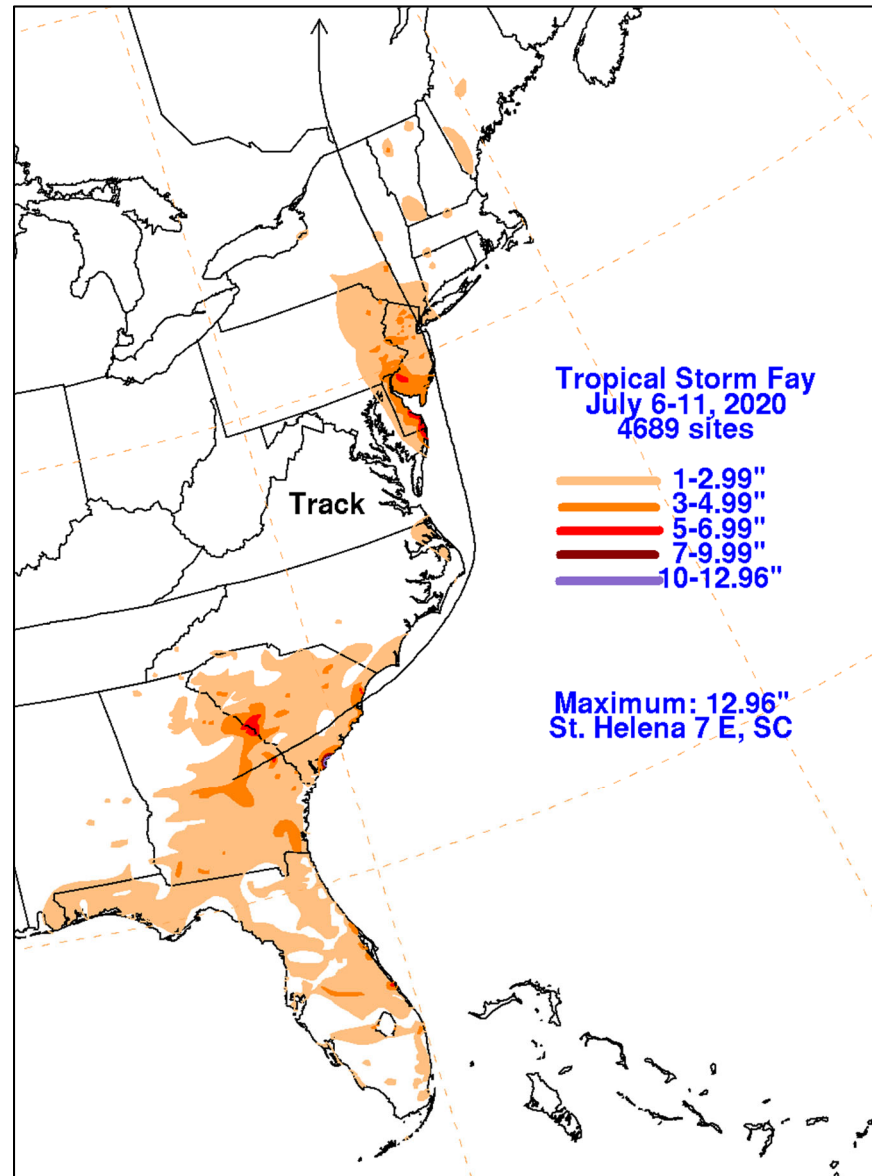 Tropical Storm Fay
July 6-11, 2020
4689 sites
1-2.99"
3-4.99"
5-6.99"
7-9.99"
10-12.96"
Track
Maximum: 12.96"
St. Helena 7 E, SC